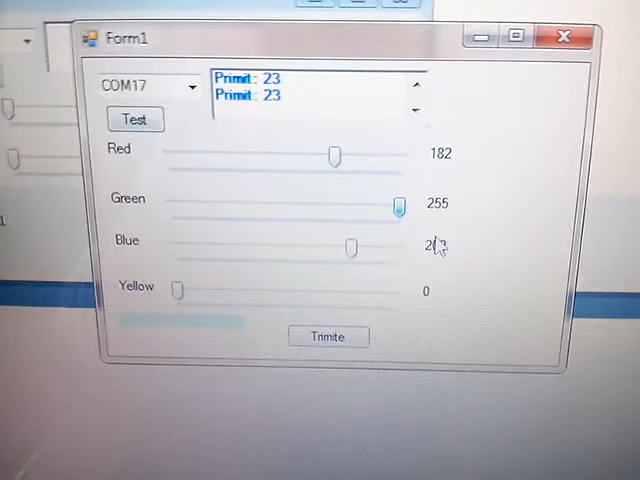 Form1
COM17
Primit: 23
Primit: 23
Test
Red
182
Green
255
Blue
Yellow
0
Trimite